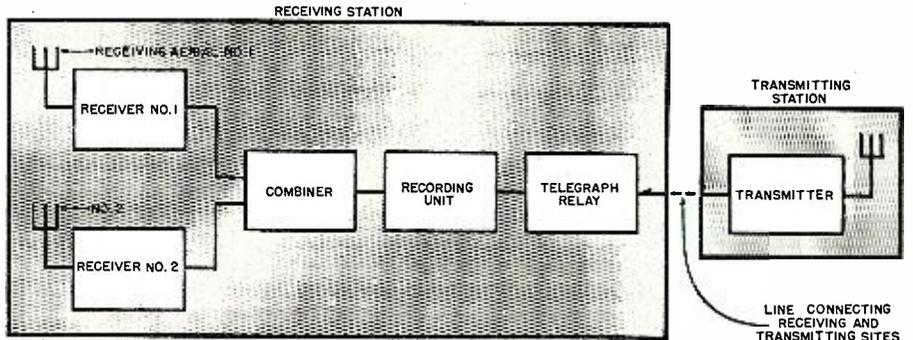 RECEIVING STATION
RECEIVING AERIAL NO.1
RECEIVER NO.1
NO.2
RECEIVER NO. 2
COMBINER
RECORDING
UNIT
TELEGRAPH
RELAY
TRANSMITTING
STATION
TRANSMITTER
LINE CONNECTING
RECEIVING AND
TRANSMITTING SITES